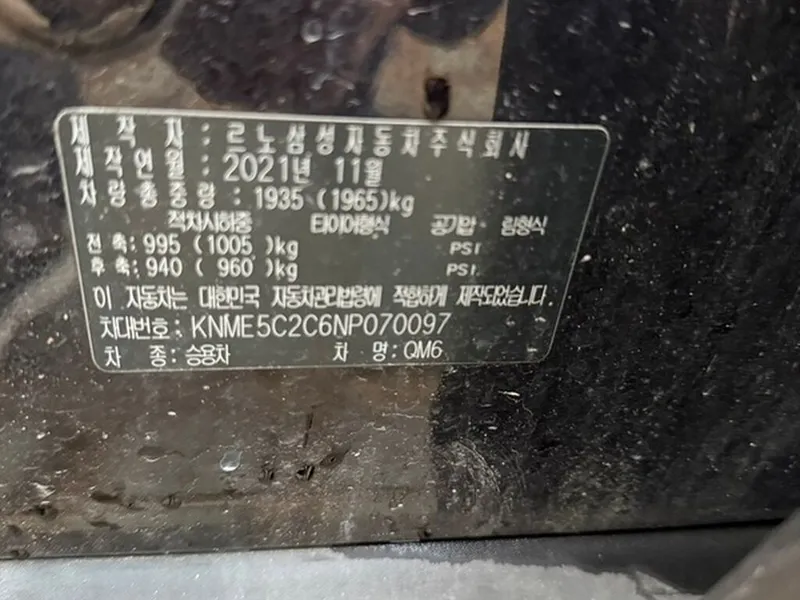 제 작 자 : 르노삼성자동차주식회사
제작연월 : 2021년 11월
차량총중량 : 1935 (1965)kg
적차시하중 타이어형식 공기압 림형식
전 축: 995 (1005 )kg PSI
후 축: 940 ( 960 )kg PSI
이 자동차는 대한민국 자동차관리법령에 적합하게 제작되었습니다.
차대번호: KNME5C2C6NP070097
차 종: 승용차 차 명: QM6